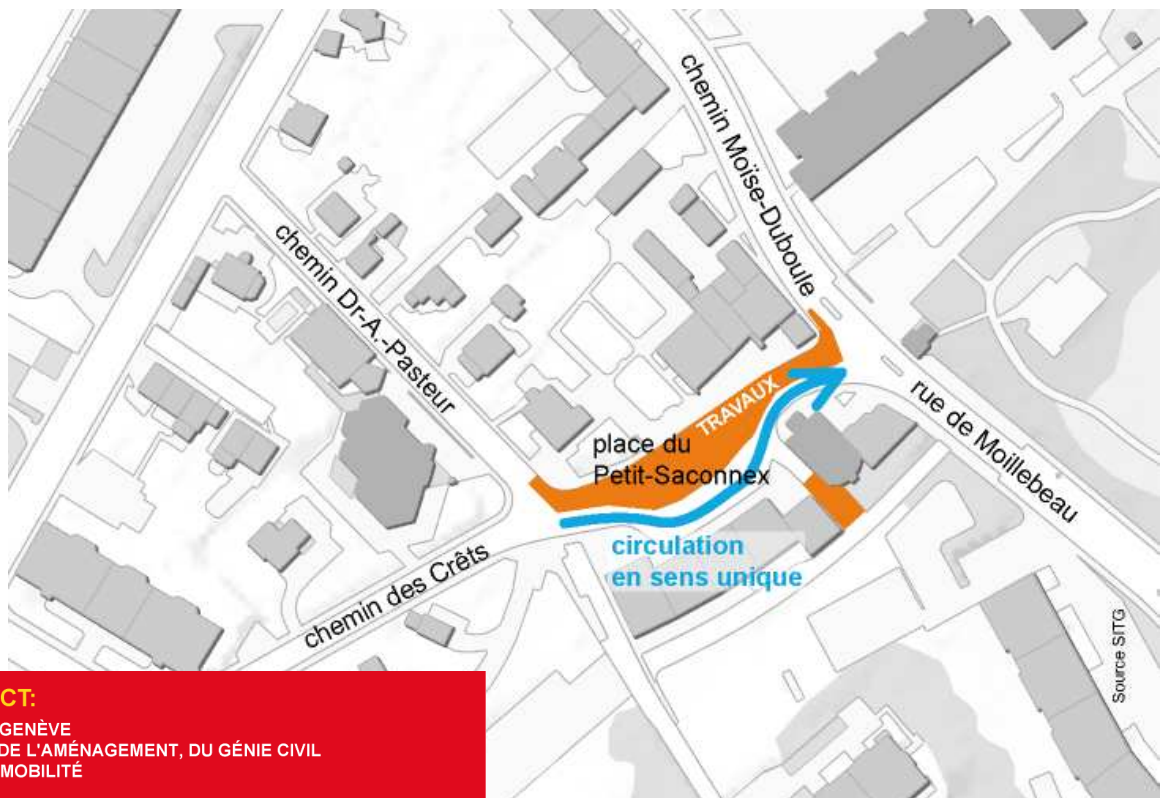 chemin Moïse-Duboule
chemin Dr-A.-Pasteur
TRAVAUX
place du
Petit-Saconnex
rue de Moillebeau
circulation
en sens unique
chemin des Crêts
Source SITG
CT:
GENÈVE
DE L'AMÉNAGEMENT, DU GÉNIE CIVIL
MOBILITÉ